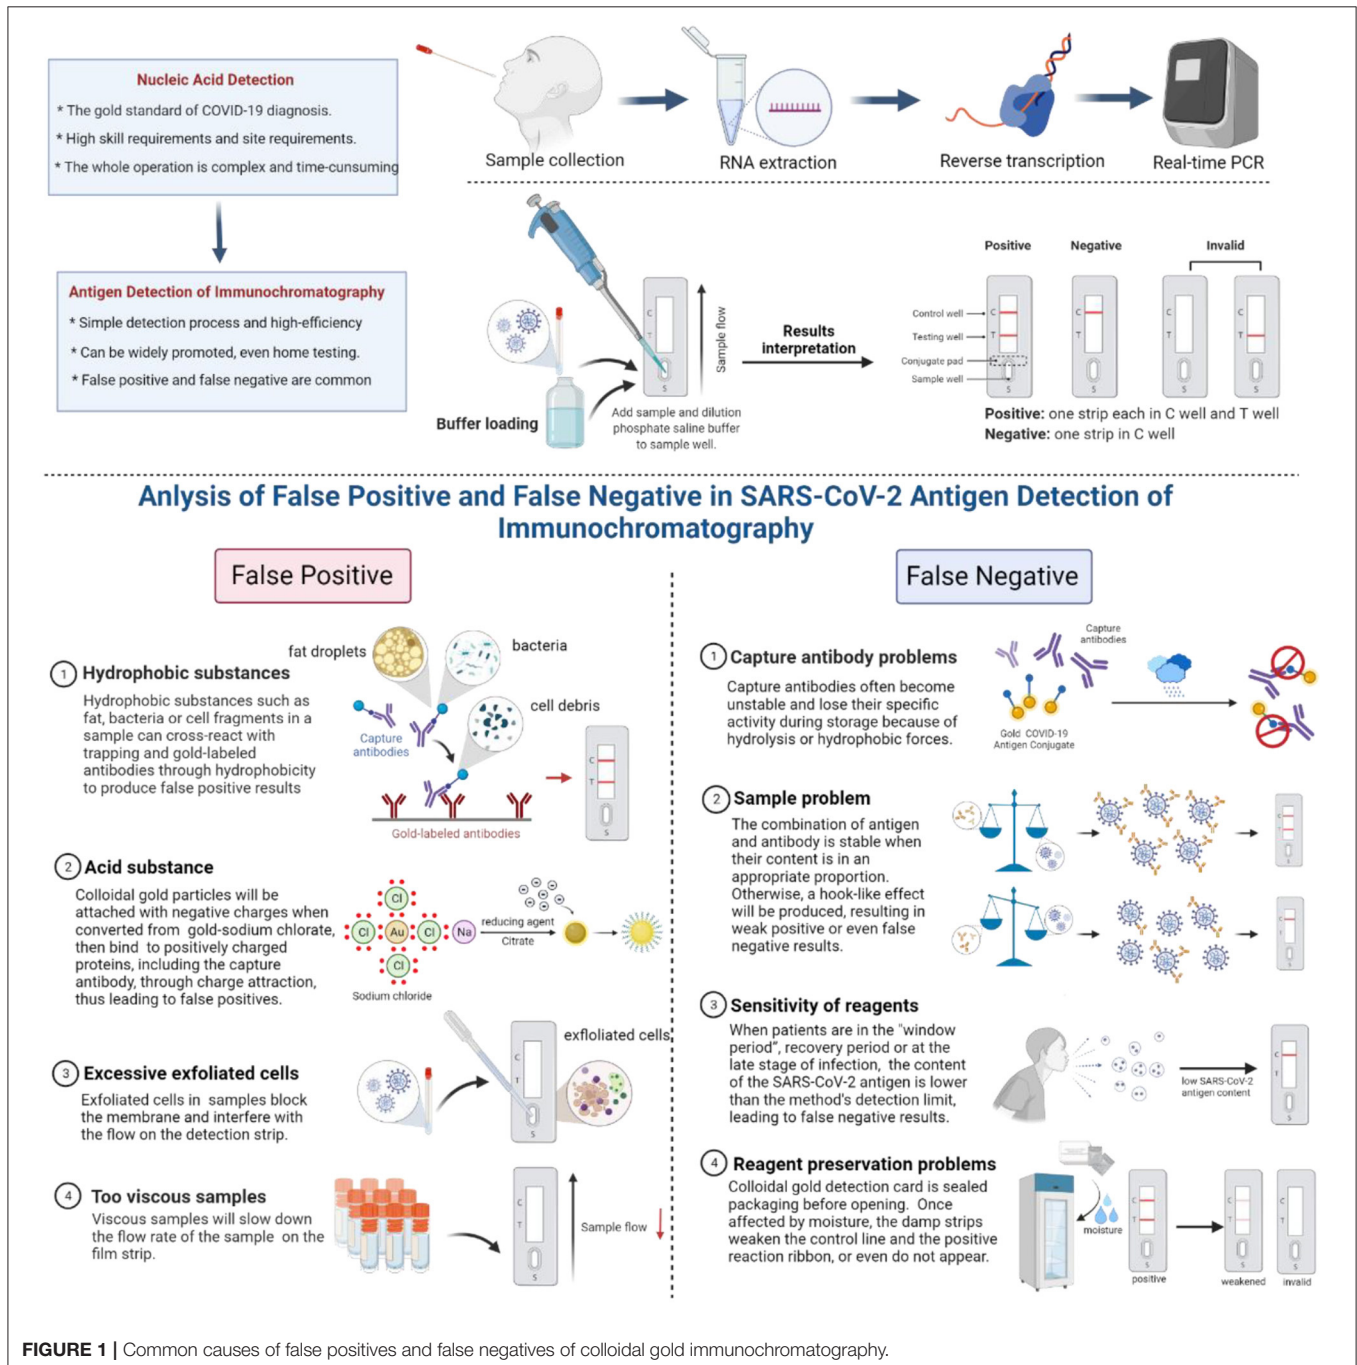 Nucleic Acid Detection
* The gold standard of COVID-19 diagnosis.
* High skill requirements and site requirements.
* The whole operation is complex and time-cunsuming
Sample collection
RNA extraction
Reverse transcription
Real-time PCR
Antigen Detection of Immunochromatography
* Simple detection process and high-efficiency
* Can be widely promoted, even home testing.
* False positive and false negative are common
Buffer loading
C
T
S
Sample flow
Add sample and dilution
phosphate saline buffer
to sample well.
Results
interpretation
Positive
Negative
Invalid
Control well
Testing well
Conjugate pad
Sample well
C
T
S
C
T
S
C
T
S
C
T
S
Positive: one strip each in C well and T well
Negative: one strip in C well
Anlysis of False Positive and False Negative in SARS-CoV-2 Antigen Detection of
Immunochromatography
False Positive
1 Hydrophobic substances
Hydrophobic substances such as
fat, bacteria or cell fragments in a
sample can cross-react with
trapping and gold-labeled
antibodies through hydrophobicity
to produce false positive results
fat droplets
bacteria
cell debris
Capture
antibodies
Gold-labeled antibodies
C
T
S
2 Acid substance
Colloidal gold particles will be
attached with negative charges when
converted from gold-sodium chlorate,
then bind to positively charged
proteins, including the capture
antibody, through charge attraction,
thus leading to false positives.
Cl
Cl
Au
Cl
Na
Cl
Sodium chloride
reducing agent
Citrate
3 Excessive exfoliated cells
Exfoliated cells in samples block
the membrane and interfere with
the flow on the detection strip.
C
T
S
exfloliated cells
4 Too viscous samples
Viscous samples will slow down
the flow rate of the sample on the
film strip.
C
T
S
Sample flow
False Negative
1 Capture antibody problems
Capture antibodies often become
unstable and lose their specific
activity during storage because of
hydrolysis or hydrophobic forces.
Capture
antibodies
Gold COVID-19
Antigen Conjugate
2 Sample problem
The combination of antigen
and antibody is stable when
their content is in an
appropriate proportion.
Otherwise, a hook-like effect
will be produced, resulting in
weak positive or even false
negative results.
C
T
S
C
T
S
3 Sensitivity of reagents
When patients are in the "window
period", recovery period or at the
late stage of infection, the content
of the SARS-CoV-2 antigen is lower
than the method's detection limit,
leading to false negative results.
low SARS-CoV-2
antigen content
C
T
S
4 Reagent preservation problems
Colloidal gold detection card is sealed
packaging before opening. Once
affected by moisture, the damp strips
weaken the control line and the positive
reaction ribbon, or even do not appear.
moisture
C
T
S
positive
C
T
S
weakened
C
T
S
invalid
FIGURE 1 | Common causes of false positives and false negatives of colloidal gold immunochromatography.